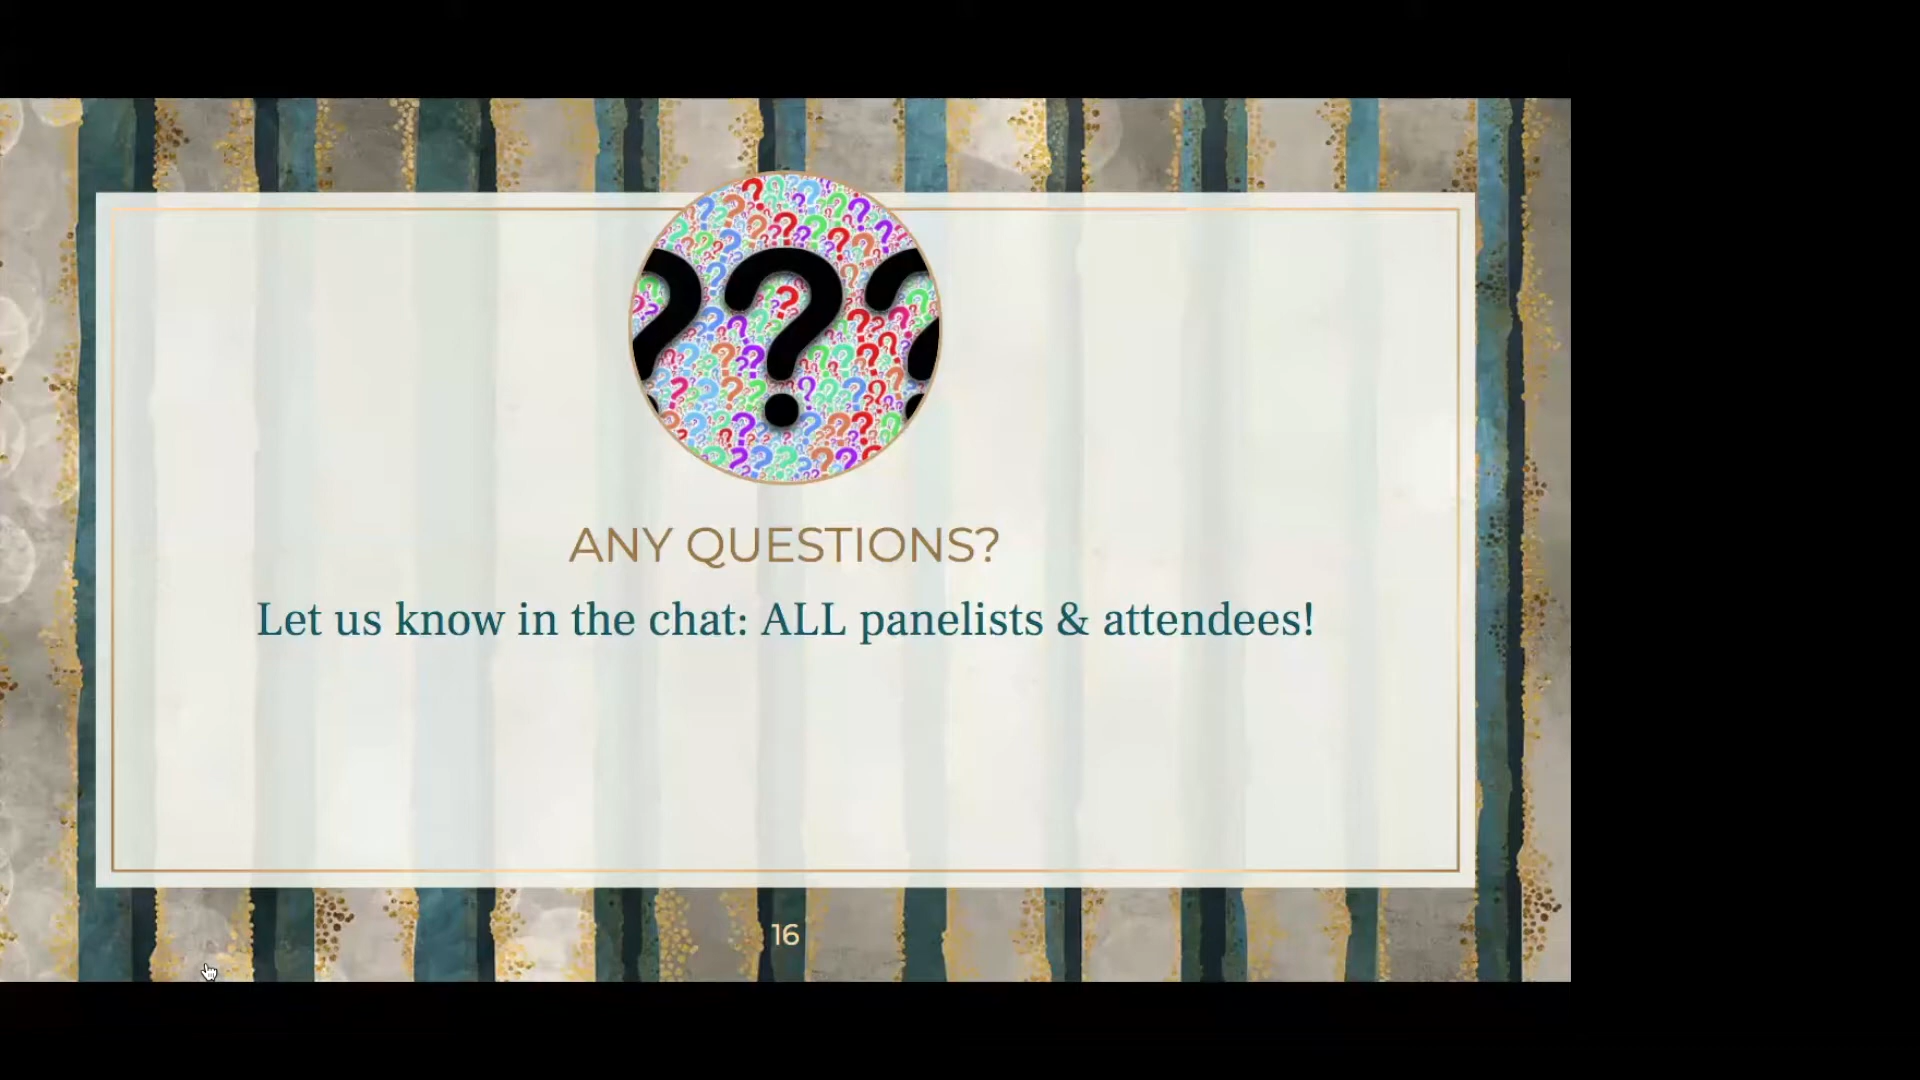 ANY QUESTIONS?
Let us know in the chat: ALL panelists & attendees!
16